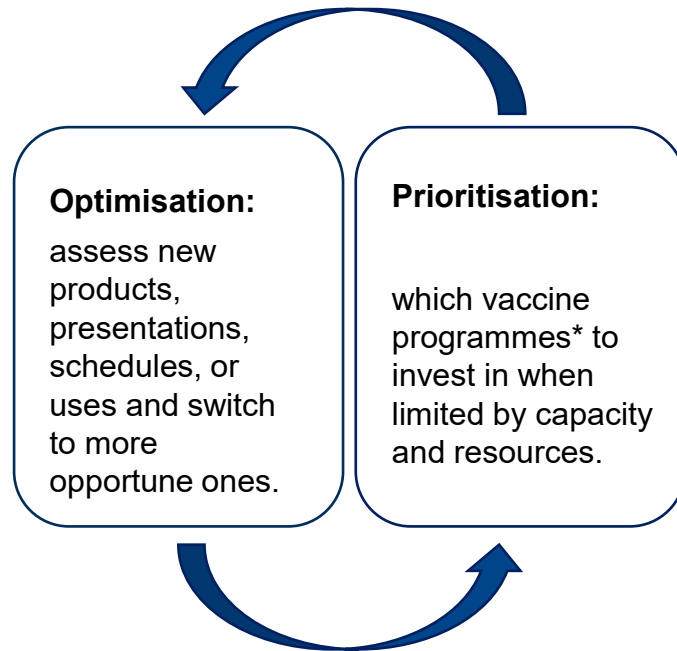 Optimisation:
assess new
products,
presentations,
schedules, or
uses and switch
to more
opportune ones.
Prioritisation:
which vaccine
programmes* to
invest in when
limited by capacity
and resources.